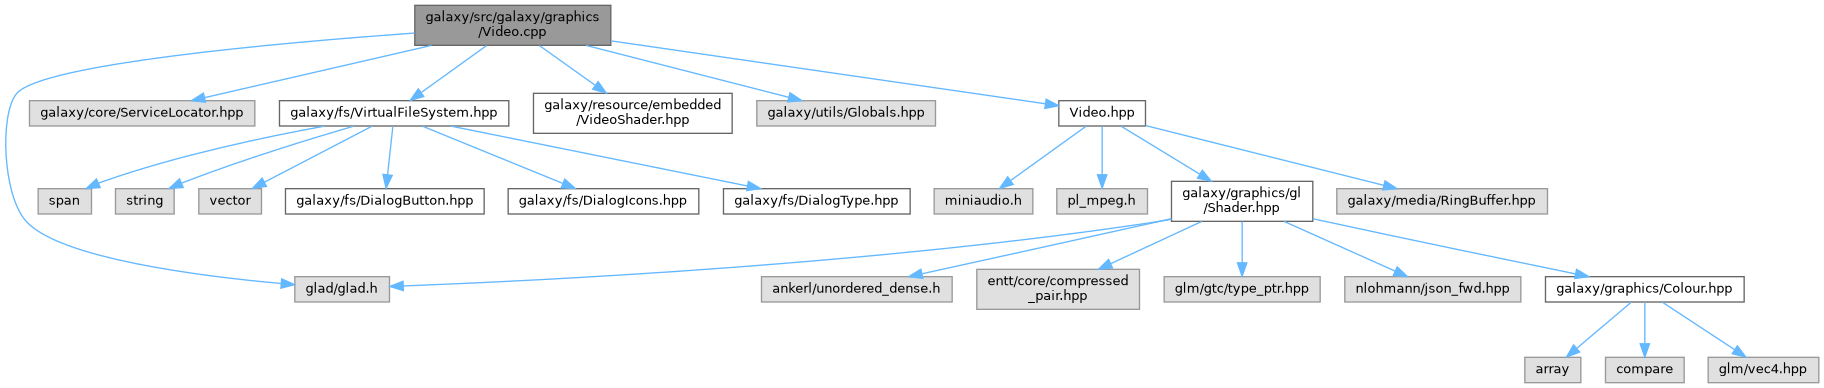 galaxy/src/galaxy/graphics
/Video.cpp
galaxy/core/ServiceLocator.hpp
galaxy/fs/VirtualFileSystem.hpp
galaxy/resource/embedded
/VideoShader.hpp
galaxy/utils/Globals.hpp
Video.hpp
span
string
vector
galaxy/fs/DialogButton.hpp
galaxy/fs/DialogIcons.hpp
galaxy/fs/DialogType.hpp
miniaudio.h
pl_mpeg.h
galaxy/graphics/gl
/Shader.hpp
galaxy/media/RingBuffer.hpp
glad/glad.h
ankerl/unordered_dense.h
entt/core/compressed
_pair.hpp
glm/gtc/type_ptr.hpp
nlohmann/json_fwd.hpp
galaxy/graphics/Colour.hpp
array
compare
glm/vec4.hpp